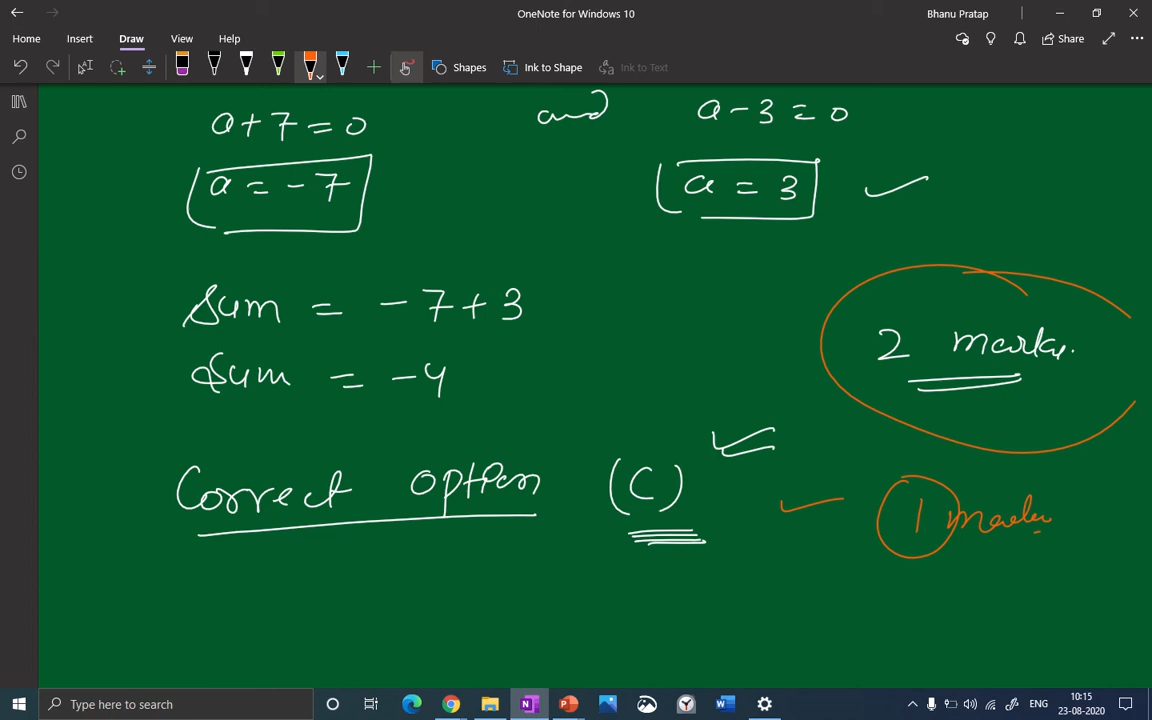 OneNote for Windows 10
Bhanu Pratap
Home Insert Draw View Help
Share
Shapes Ink to Shape Ink to Text
a + 7 = 0 and a - 3 = 0
a = - 7 a = 3
Sum = - 7 + 3
Sum = - 4
2 marks.
Correct option (C)
1 marks
Type here to search
ENG
10:15
23-08-2020